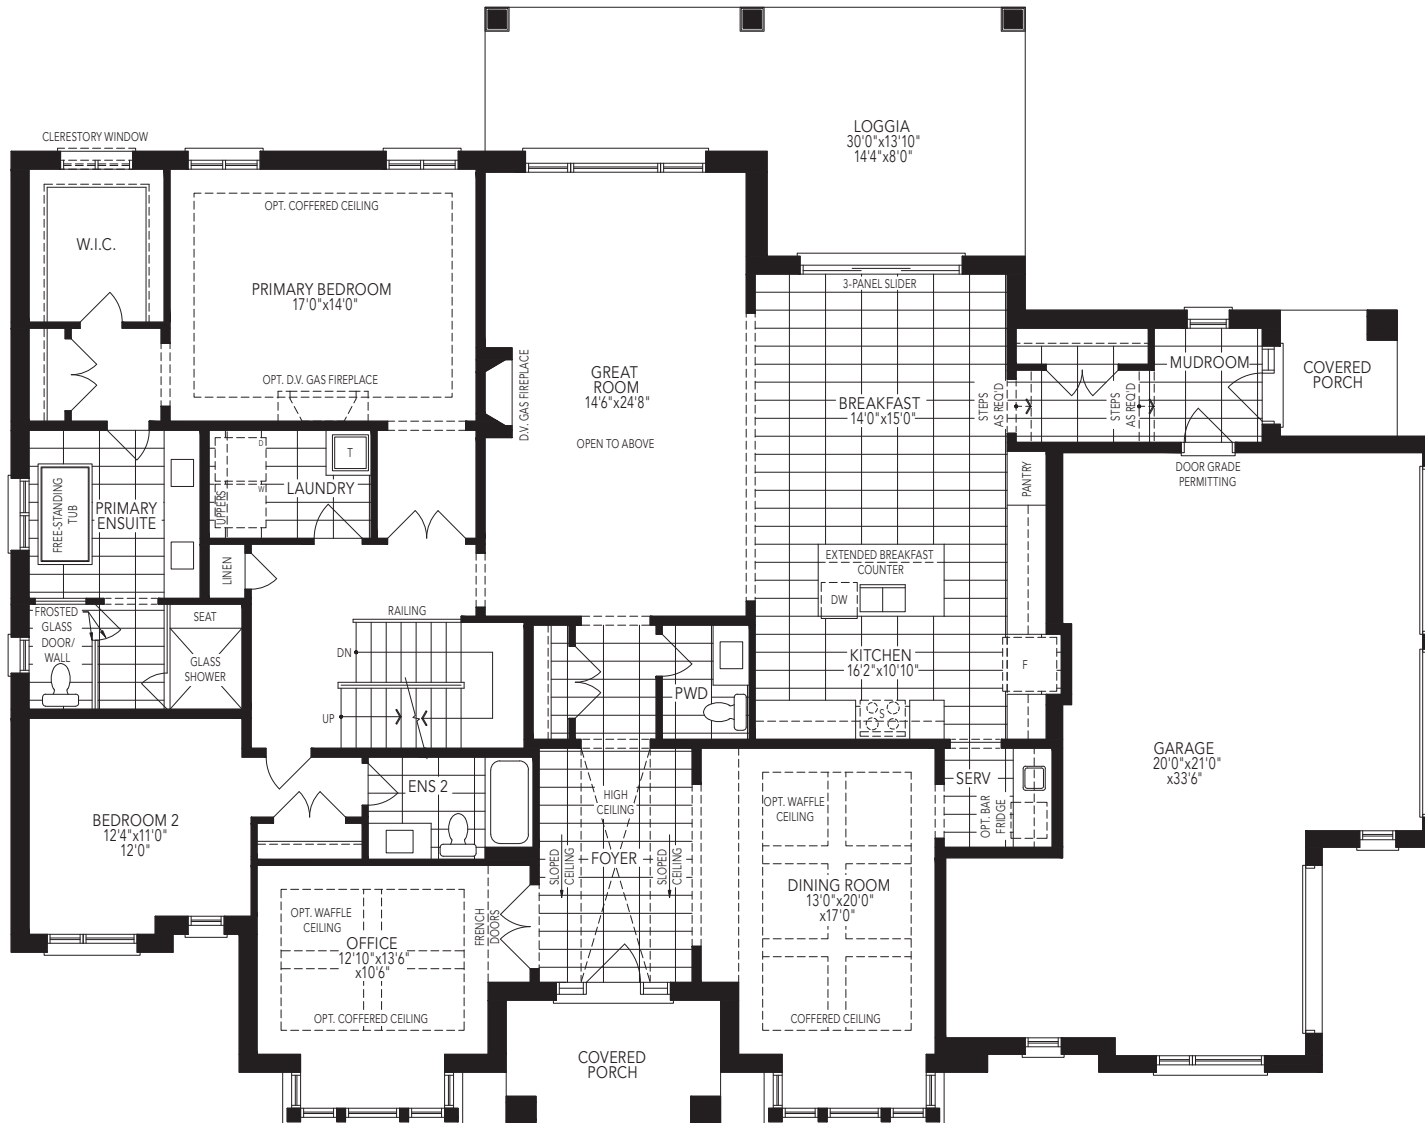 LOGGIA
30'0"x13'10"
14'4"x8'0"
CLERESTORY WINDOW
OPT. COFFERED CEILING
W.I.C.
PRIMARY BEDROOM
17'0"x14'0"
OPT. D.V. GAS FIREPLACE
D.V. GAS FIREPLACE
GREAT
ROOM
14'6"x24'8"
OPEN TO ABOVE
3-PANEL SLIDER
BREAKFAST
14'0"x15'0"
STEPS
AS REQ'D
STEPS
AS REQ'D
MUDROOM
COVERED
PORCH
DOOR GRADE
PERMITTING
PANTRY
FREE-STANDING
TUB
PRIMARY
ENSUITE
D
W
UPPERS
LAUNDRY
T
LINEN
EXTENDED BREAKFAST
COUNTER
DW
FROSTED
GLASS
DOOR/
WALL
SEAT
GLASS
SHOWER
RAILING
DN
UP
PWD
KITCHEN
16'2"x10'10"
F
S
GARAGE
20'0"x21'0"
x33'6"
SERV
OPT. BAR
FRIDGE
BEDROOM 2
12'4"x11'0"
12'0"
ENS 2
HIGH
CEILING
SLOPED
CEILING
FOYER
SLOPED
CEILING
OPT. WAFFLE
CEILING
DINING ROOM
13'0"x20'0"
x17'0"
COFFERED CEILING
OPT. WAFFLE
CEILING
OFFICE
12'10"x13'6"
x10'6"
OPT. COFFERED CEILING
FRENCH
DOORS
COVERED
PORCH